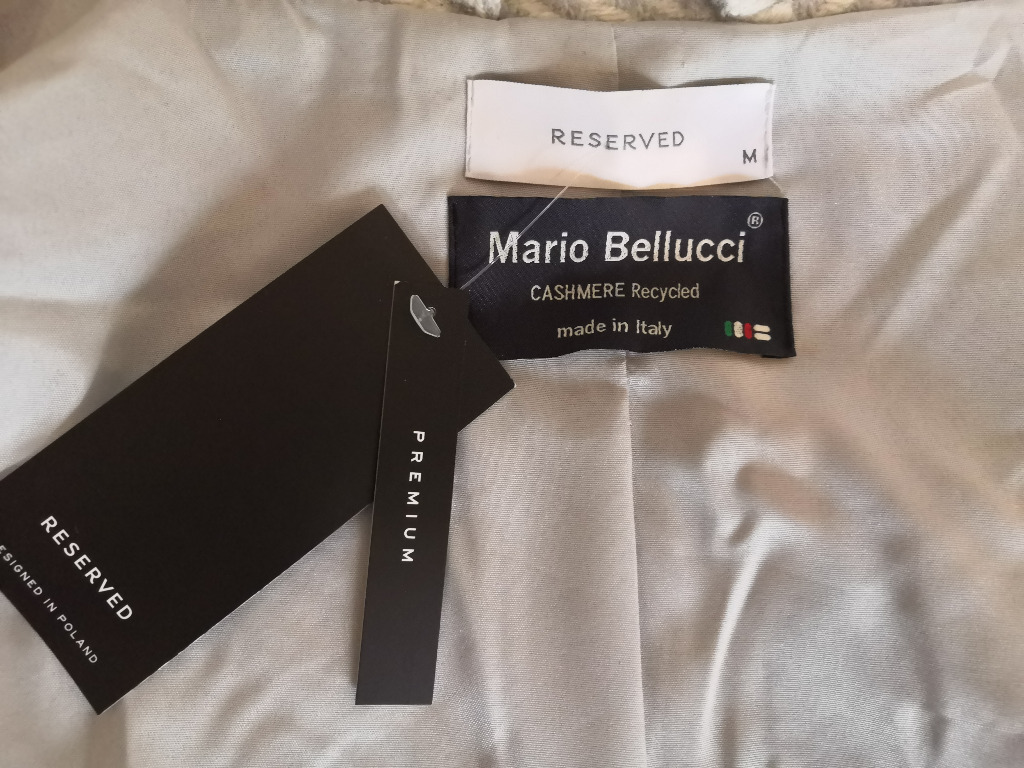 RESERVED
M
Mario Bellucci®
CASHMERE Recycled
made in Italy
PREMIUM
RESERVED
ESIGNED IN POLAND